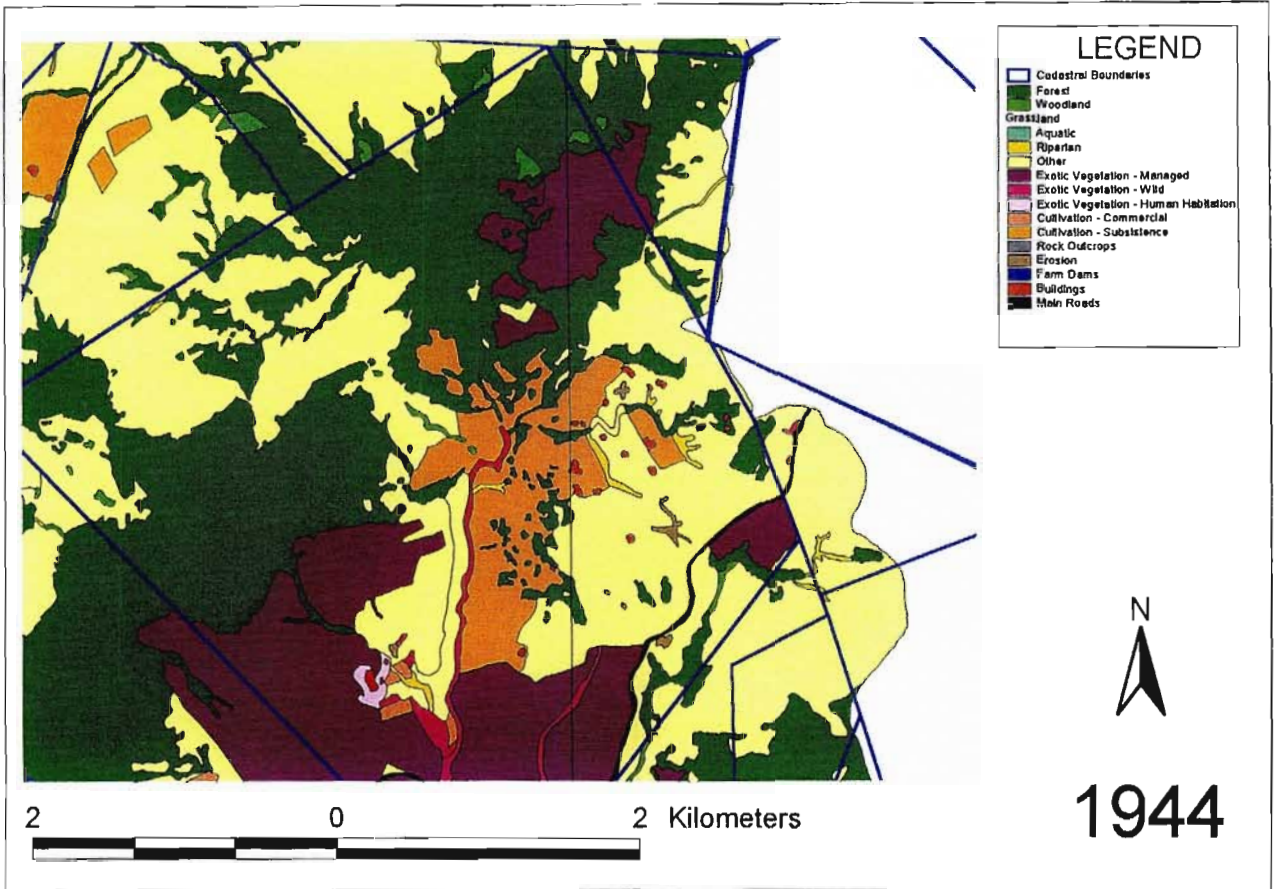 LEGEND
Cadastral Boundaries
Forest
Woodland
Grassland
Aquatic
Riparian
Other
Exotic Vegetation - Managed
Exotic Vegetation - Wild
Exotic Vegetation - Human Habitation
Cultivation - Commercial
Cultivation - Subsistence
Rock Outcrops
Erosion
Farm Dams
Buildings
Main Roads
N
1944
2 0 2 Kilometers